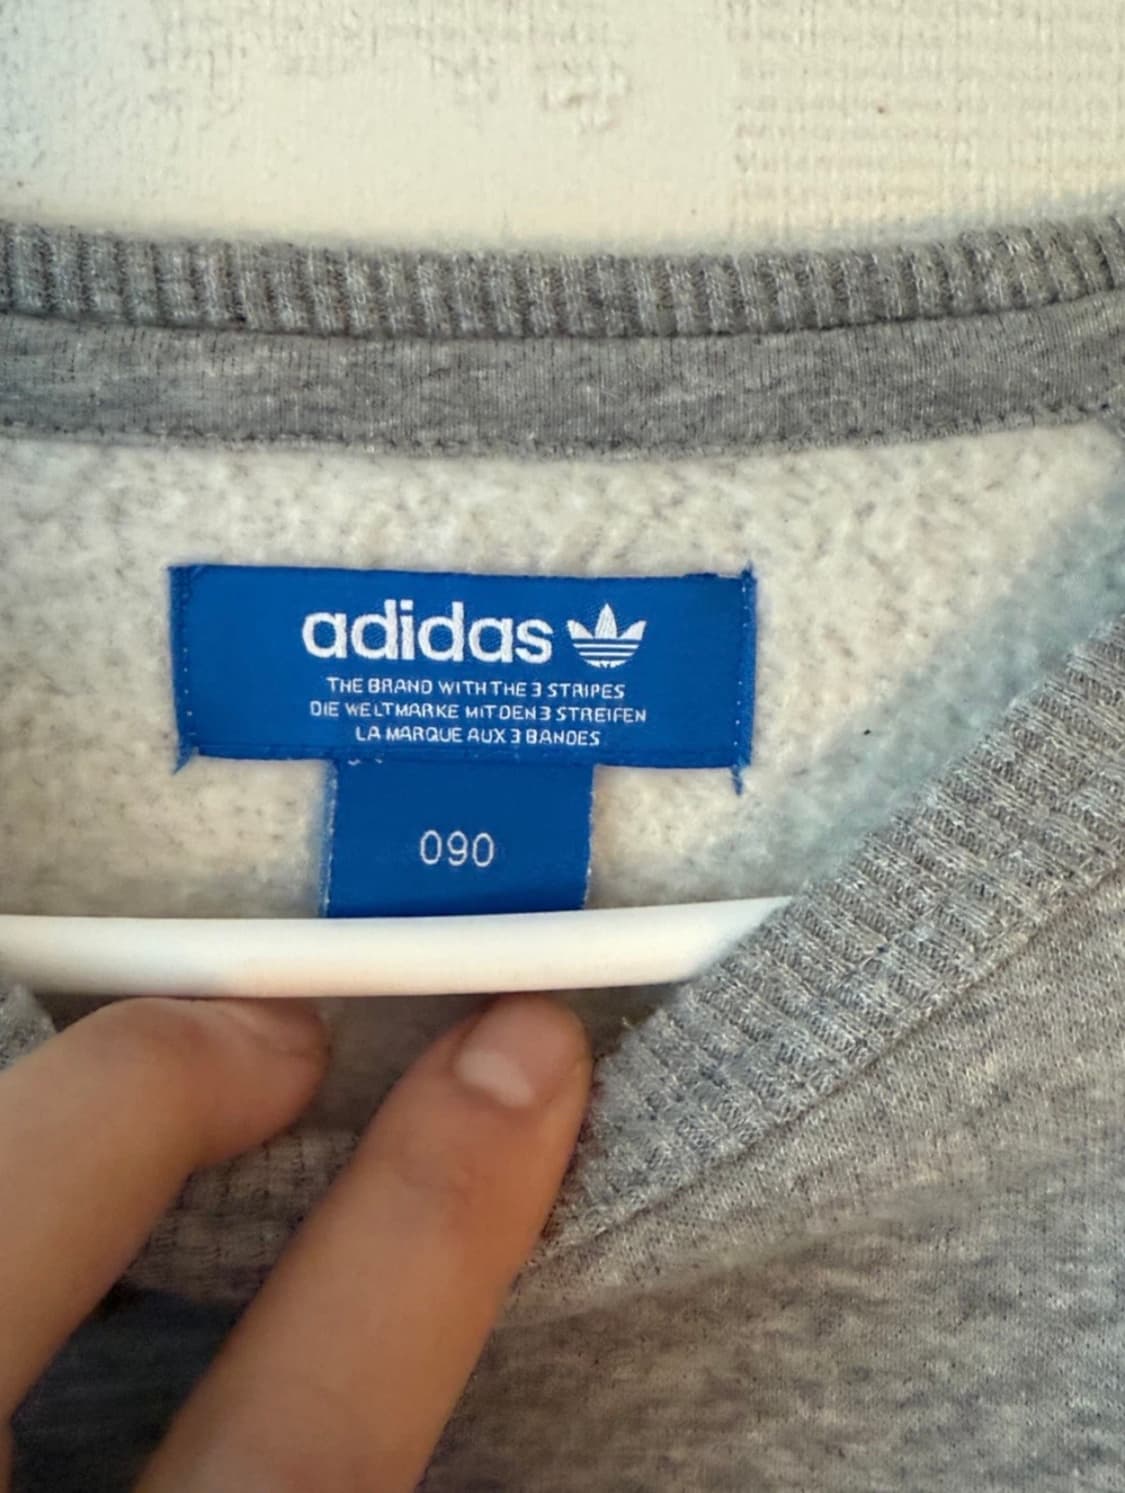 adidas
THE BRAND WITH THE 3 STRIPES
DIE WELTMARKE MIT DEN 3 STREIFEN
LA MARQUE AUX 3 BANDES
090